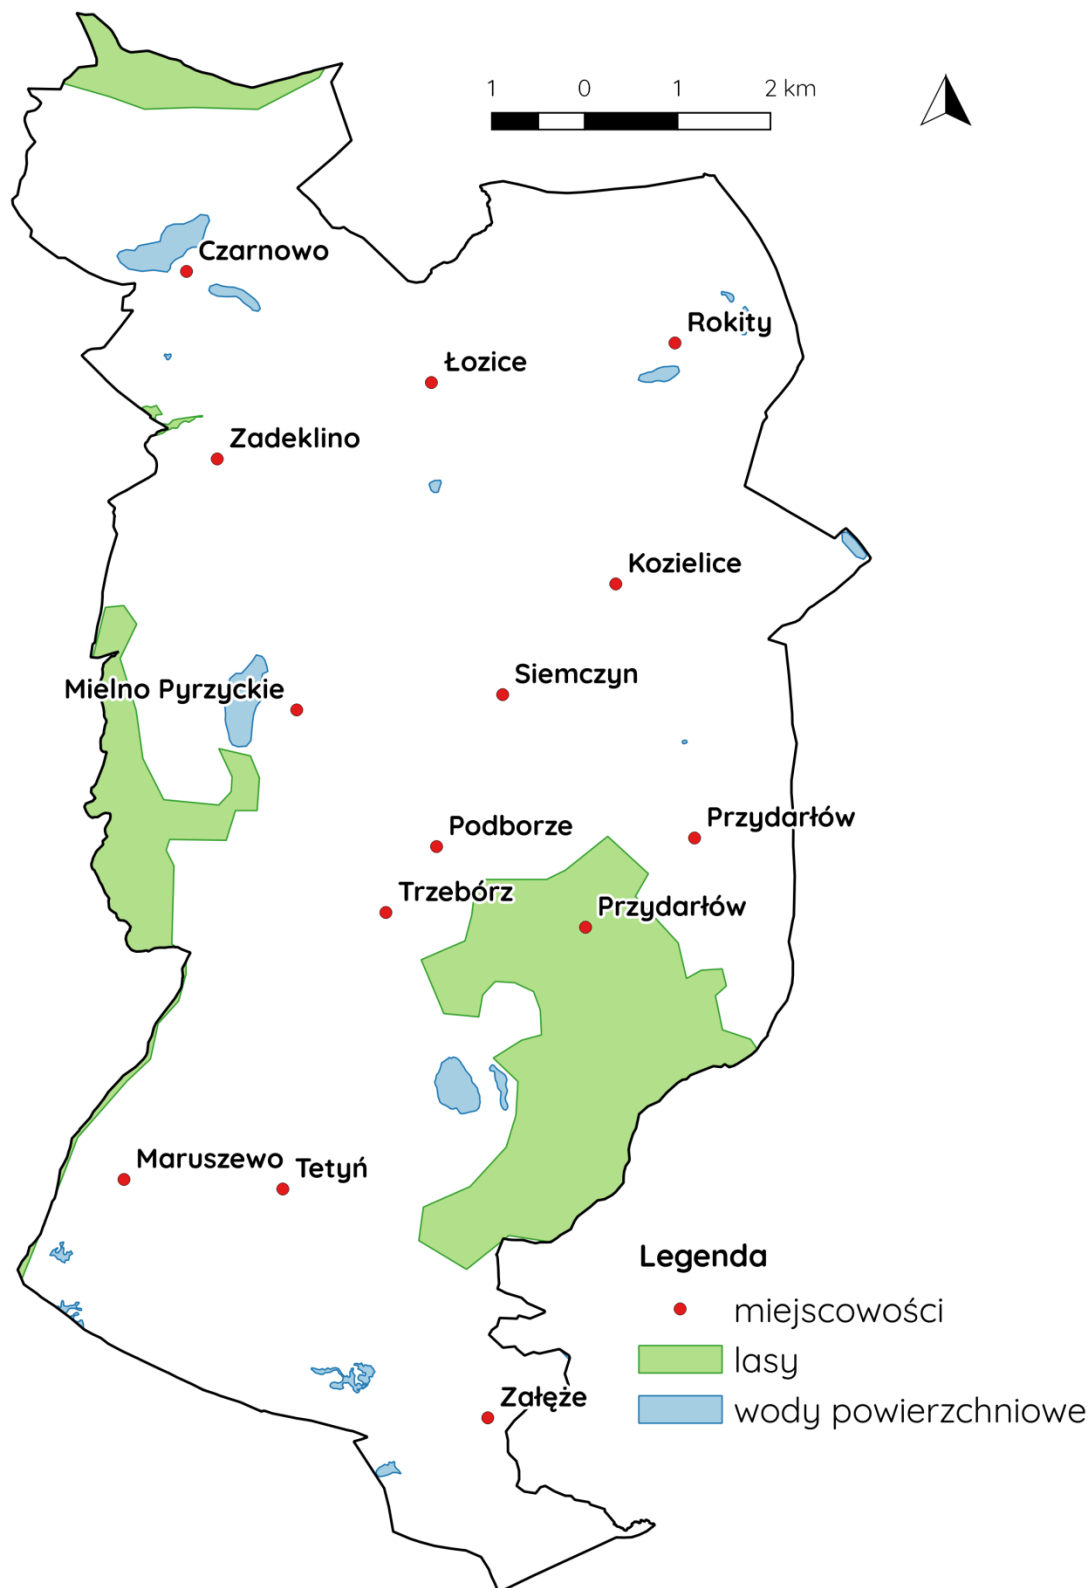 1 0 1 2 km
Czarnowo
Rokity
Łozice
Zadeklino
Kozielice
Siemczyn
Mielno Pyrzyckie
Przydarłów
Podborze
Trzebórz
Przydarłów
Maruszewo
Tetyń
Legenda
miejscowości
lasy
Załęże
wody powierzchniowe